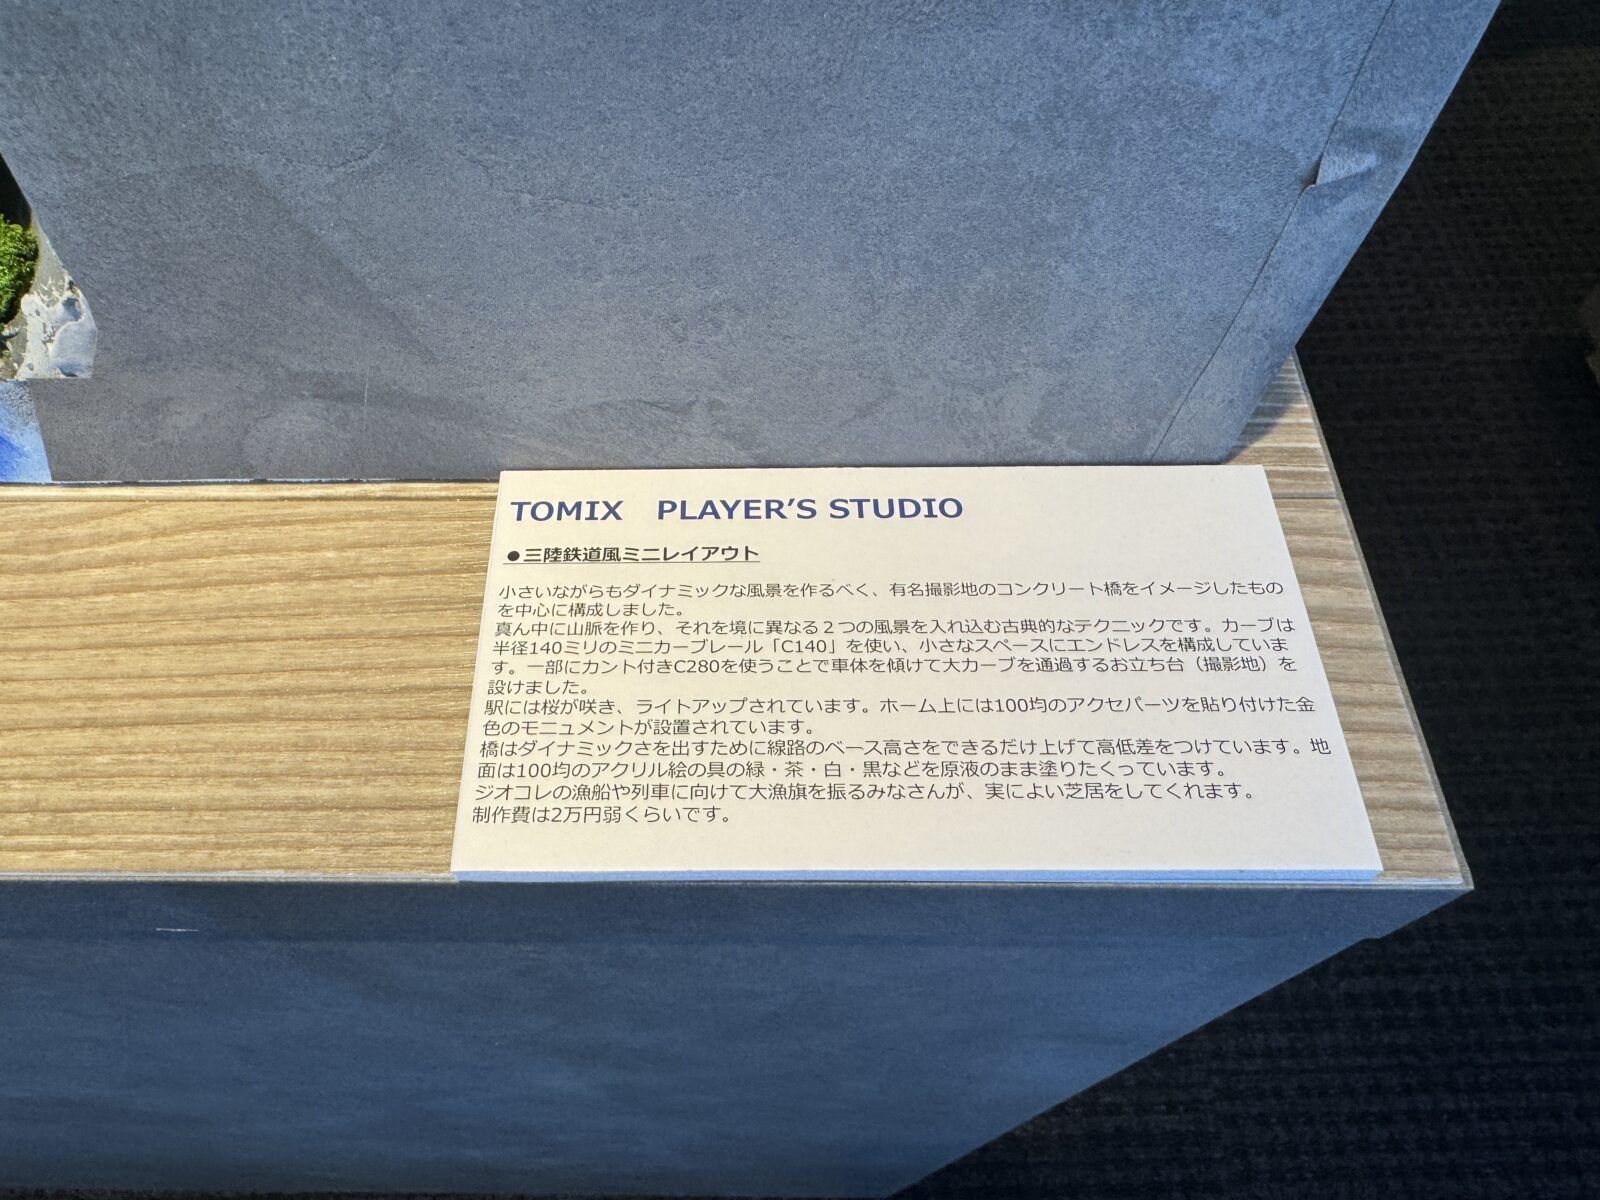 TOMIX　PLAYER'S STUDIO
●三陸鉄道風ミニレイアウト
小さいながらもダイナミックな風景を作るべく、有名撮影地のコンクリート橋をイメージしたもの
を中心に構成しました。
真ん中に山脈を作り、それを境に異なる２つの風景を入れ込む古典的なテクニックです。カーブは
半径140ミリのミニカーブレール「C140」を使い、小さなスペースにエンドレスを構成していま
す。一部にカント付きC280を使うことで車体を傾けて大カーブを通過するお立ち台（撮影地）を
設けました。
駅には桜が咲き、ライトアップされています。ホーム上には100均のアクセパーツを貼り付けた金
色のモニュメントが設置されています。
橋はダイナミックさを出すために線路のベース高さをできるだけ上げて高低差をつけています。地
面は100均のアクリル絵の具の緑・茶・白・黒などを原液のまま塗りたくっています。
ジオコレの漁船や列車に向けて大漁旗を振るみなさんが、実によい芝居をしてくれます。
制作費は2万円弱くらいです。